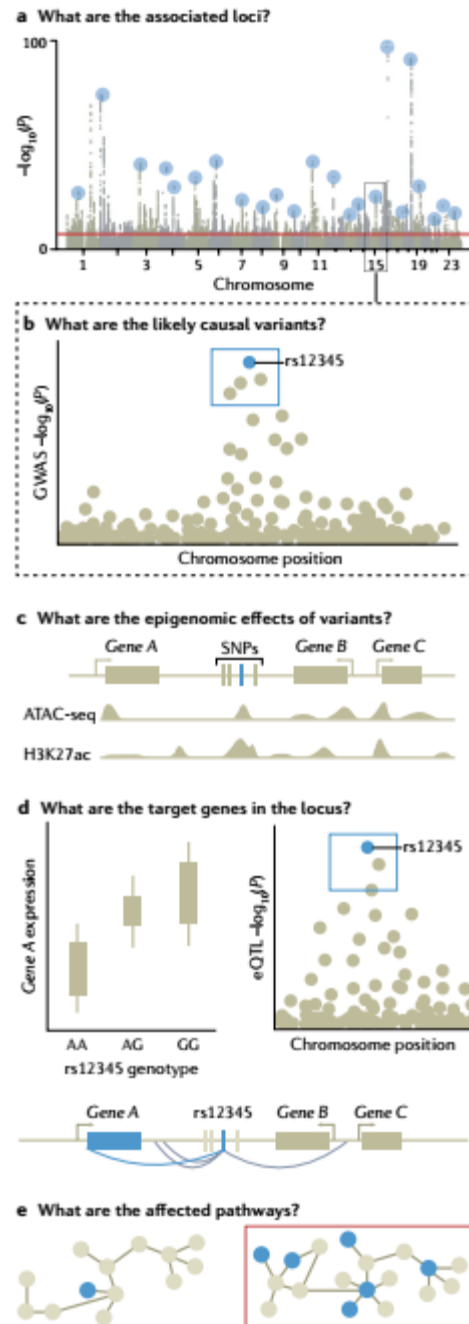 a What are the associated loci?
100
–log10(P)
0
1 3 5 7 9 11 15 19 23
Chromosome
b What are the likely causal variants?
rs12345
GWAS –log10(P)
Chromosome position
c What are the epigenomic effects of variants?
Gene A SNPs Gene B Gene C
ATAC-seq
H3K27ac
d What are the target genes in the locus?
Gene A expression
AA AG GG
rs12345 genotype
rs12345
eQTL –log10(P)
Chromosome position
Gene A rs12345 Gene B Gene C
e What are the affected pathways?